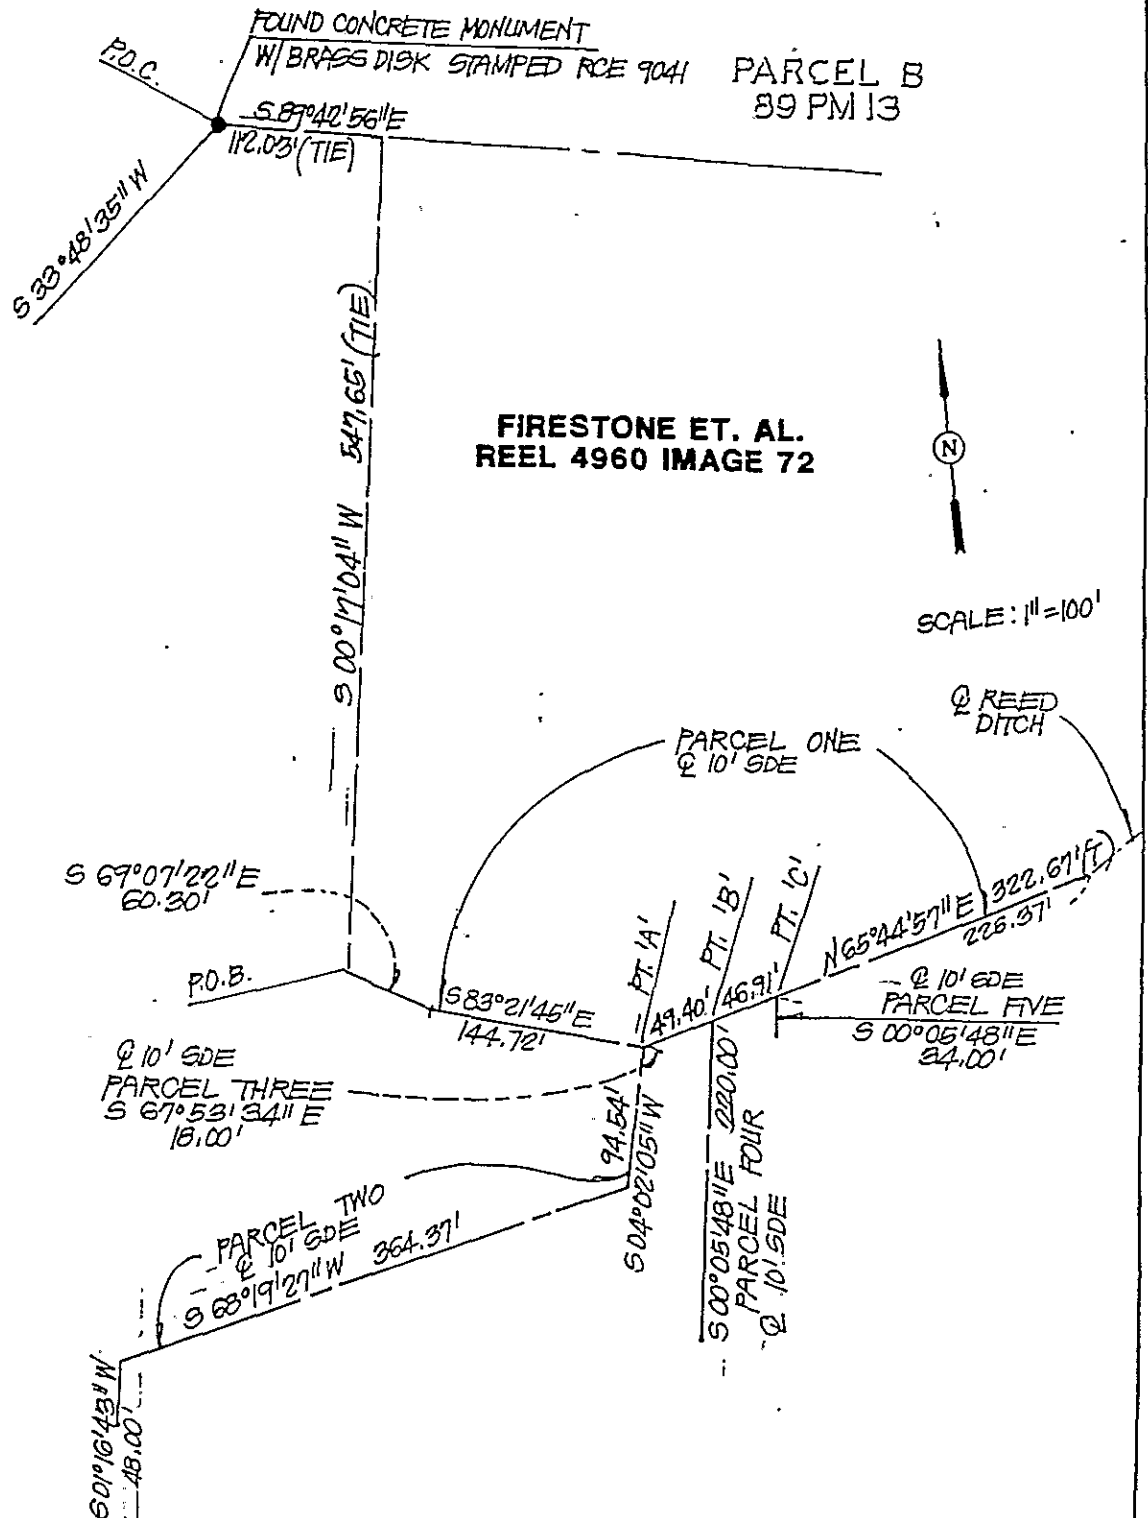 FOUND CONCRETE MONUMENT
W/ BRASS DISK STAMPED RCE 9041
P.O.C.
PARCEL B
89 PM 13
S 89°42'56" E
112.03' (TIE)
S 33°48'35" W
S 00°17'04" W 547.65' (TIE)
FIRESTONE ET. AL.
REEL 4960 IMAGE 72
N
SCALE: 1"=100'
℄ REED
DITCH
PARCEL ONE
℄ 10' SDE
S 69°07'22" E
60.30'
P.O.B.
S 83°21'45" E
144.72'
PT. 'A'
PT. 'B'
PT. 'C'
49.40'
46.91'
N 65°44'57" E 322.67' (T)
226.37'
℄ 10' SDE
PARCEL FIVE
S 00°05'48" E
34.00'
℄ 10' SDE
PARCEL THREE
S 67°53'34" E
18.00'
94.54'
S 04°02'05" W
S 00°05'48" E 220.00'
PARCEL FOUR
℄ 10' SDE
PARCEL TWO
℄ 10' SDE
S 68°19'27" W 364.37'
S 01°16'43" W
48.00'